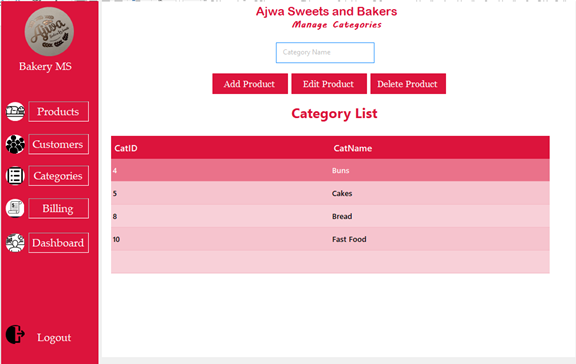 Ajwa
Bakery MS
Products
Customers
Categories
Billing
Dashboard
Logout
Ajwa Sweets and Bakers
Manage Categories
Category Name
Add Product Edit Product Delete Product
Category List
CatID CatName
4 Buns
5 Cakes
8 Bread
10 Fast Food